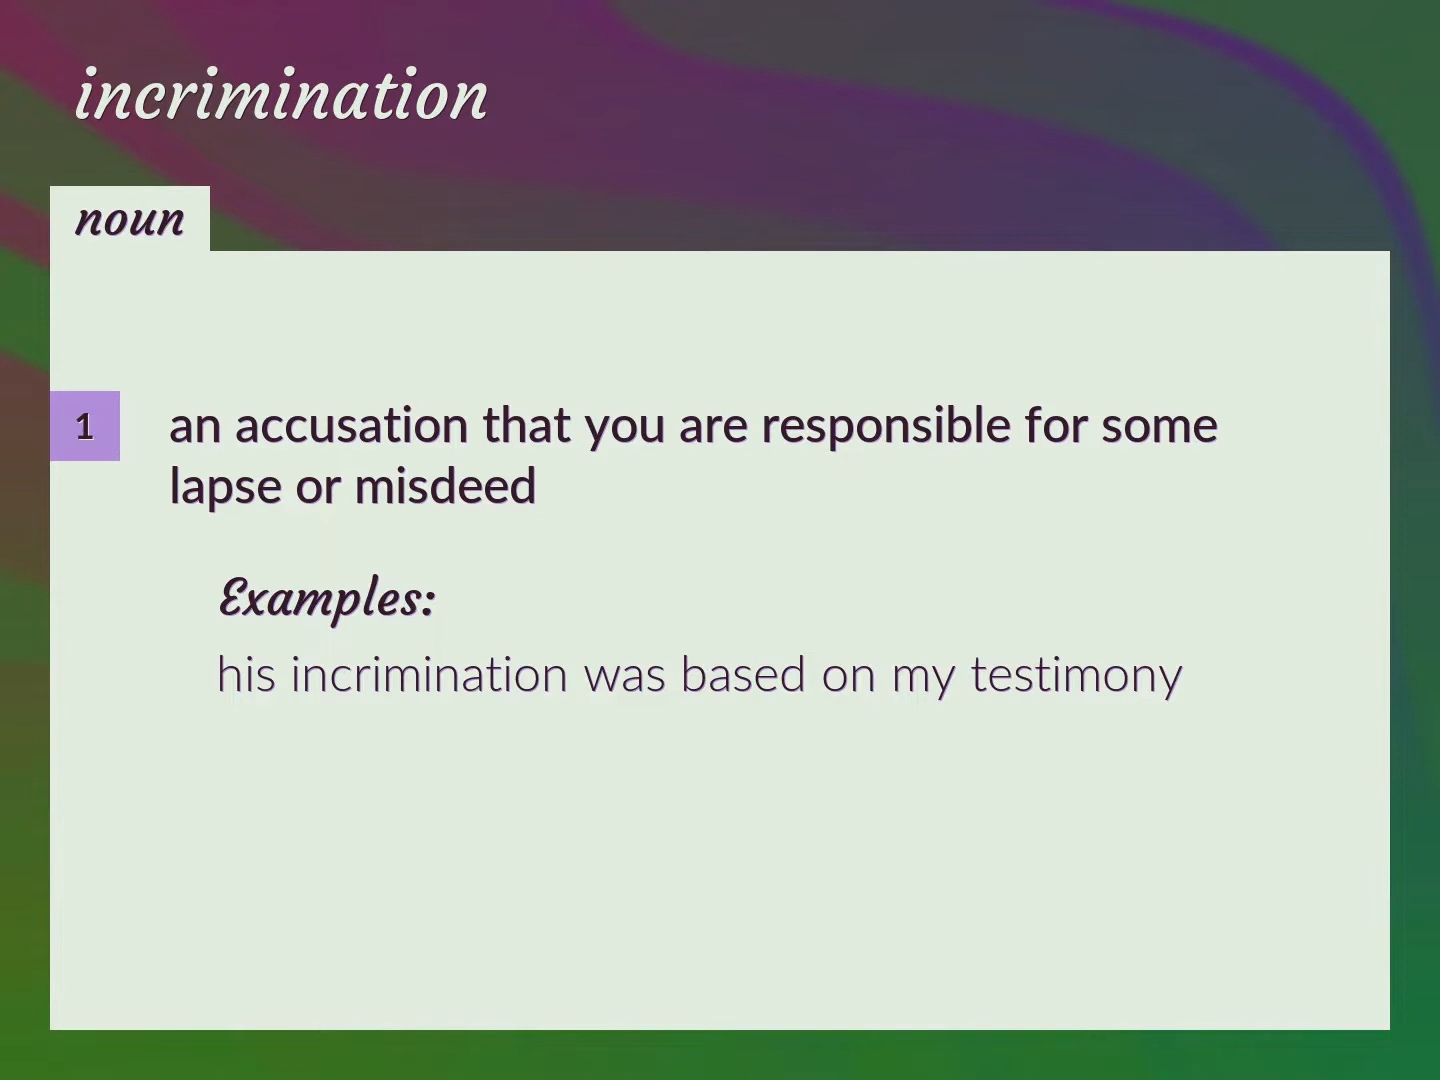 incrimination
noun
1
an accusation that you are responsible for some
lapse or misdeed
Examples:
his incrimination was based on my testimony